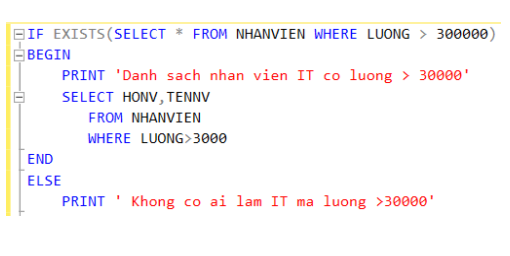 IF EXISTS(SELECT * FROM NHANVIEN WHERE LUONG > 300000)
BEGIN
PRINT 'Danh sach nhan vien IT co luong > 30000'
SELECT HONV,TENNV
FROM NHANVIEN
WHERE LUONG>3000
END
ELSE
PRINT ' Khong co ai lam IT ma luong >30000'